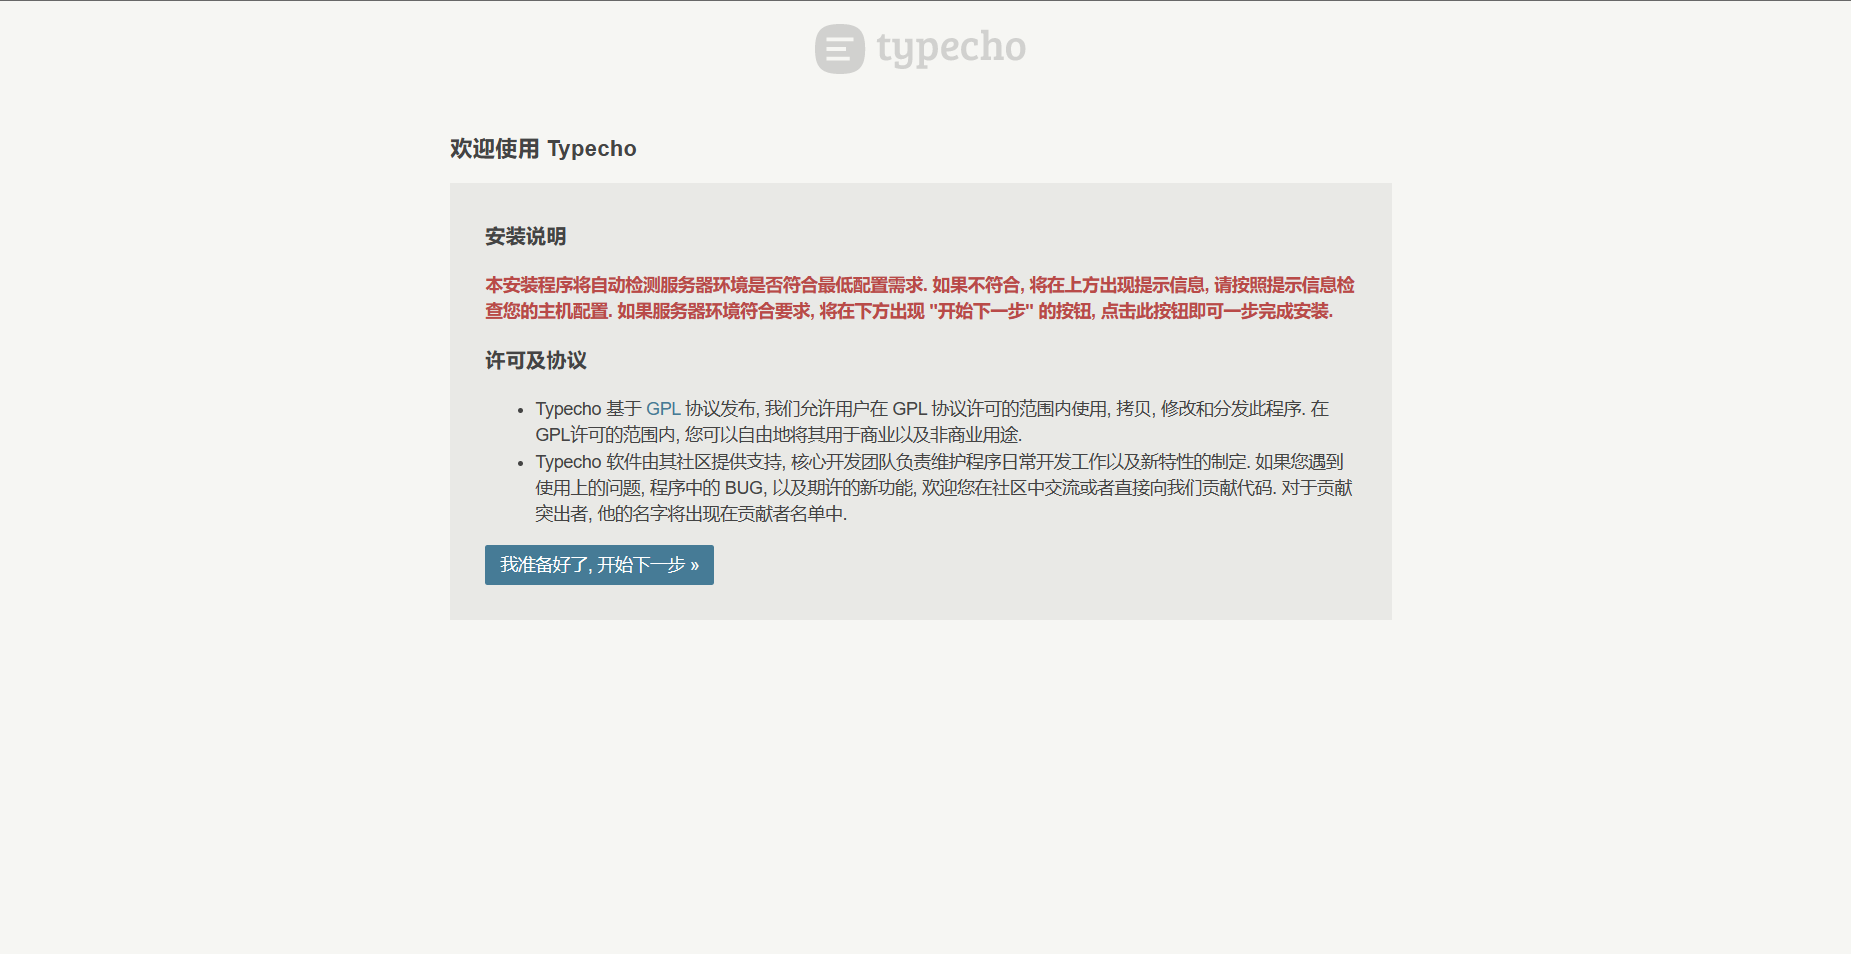 typecho
欢迎使用 Typecho
安装说明
本安装程序将自动检测服务器环境是否符合最低配置需求. 如果不符合, 将在上方出现提示信息, 请按照提示信息检
查您的主机配置. 如果服务器环境符合要求, 将在下方出现 "开始下一步" 的按钮, 点击此按钮即可一步完成安装.
许可及协议
Typecho 基于 GPL 协议发布, 我们允许用户在 GPL 协议许可的范围内使用, 拷贝, 修改和分发此程序. 在
GPL许可的范围内, 您可以自由地将其用于商业以及非商业用途.
Typecho 软件由其社区提供支持, 核心开发团队负责维护程序日常开发工作以及新特性的制定. 如果您遇到
使用上的问题, 程序中的 BUG, 以及期许的新功能, 欢迎您在社区中交流或者直接向我们贡献代码. 对于贡献
突出者, 他的名字将出现在贡献者名单中.
我准备好了, 开始下一步 »